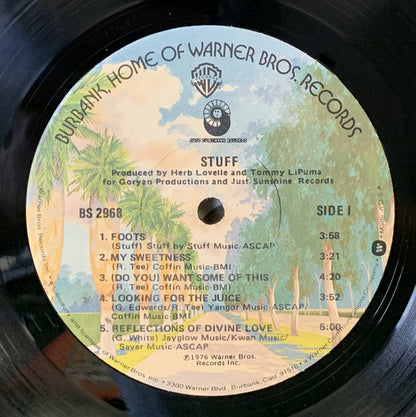 BURBANK, HOME OF WARNER BROS. RECORDS
JUST SUNSHINE RECORDS
STUFF
Produced by Herb Lovelle and Tommy LiPuma
for Goryan Productions and Just Sunshine Records
BS 2968
SIDE I
1. FOOTS 3:58
(Stuff) Stuff by Stuff Music-ASCAP
2. MY SWEETNESS 3:21
(R. Tee) Coffin Music-BMI
3. (DO YOU) WANT SOME OF THIS 4:20
(R. Tee) Coffin Music-BMI
4. LOOKING FOR THE JUICE 3:52
(G. Edwards/R. Tee) Yangor Music-ASCAP/
Coffin Music-BMI
5. REFLECTIONS OF DIVINE LOVE 5:00
(G. White) Jayglow Music/Kwan Music/
Savar Music-ASCAP
℗1976 Warner Bros.
Records Inc.
3300 Warner Blvd., Burbank, Calif. 91510